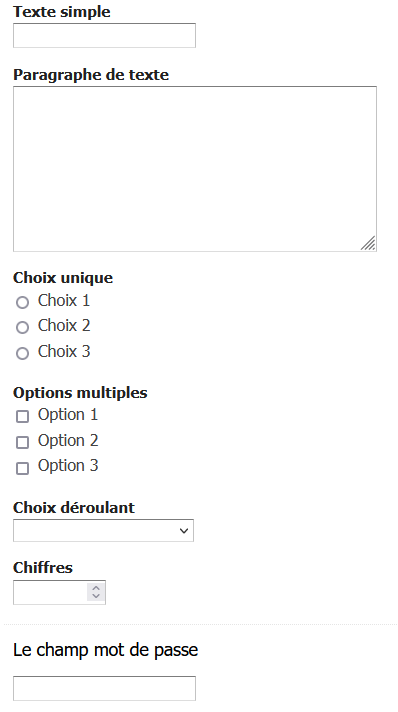 Texte simple
Paragraphe de texte
Choix unique
Choix 1
Choix 2
Choix 3
Options multiples
Option 1
Option 2
Option 3
Choix déroulant
Chiffres
Le champ mot de passe